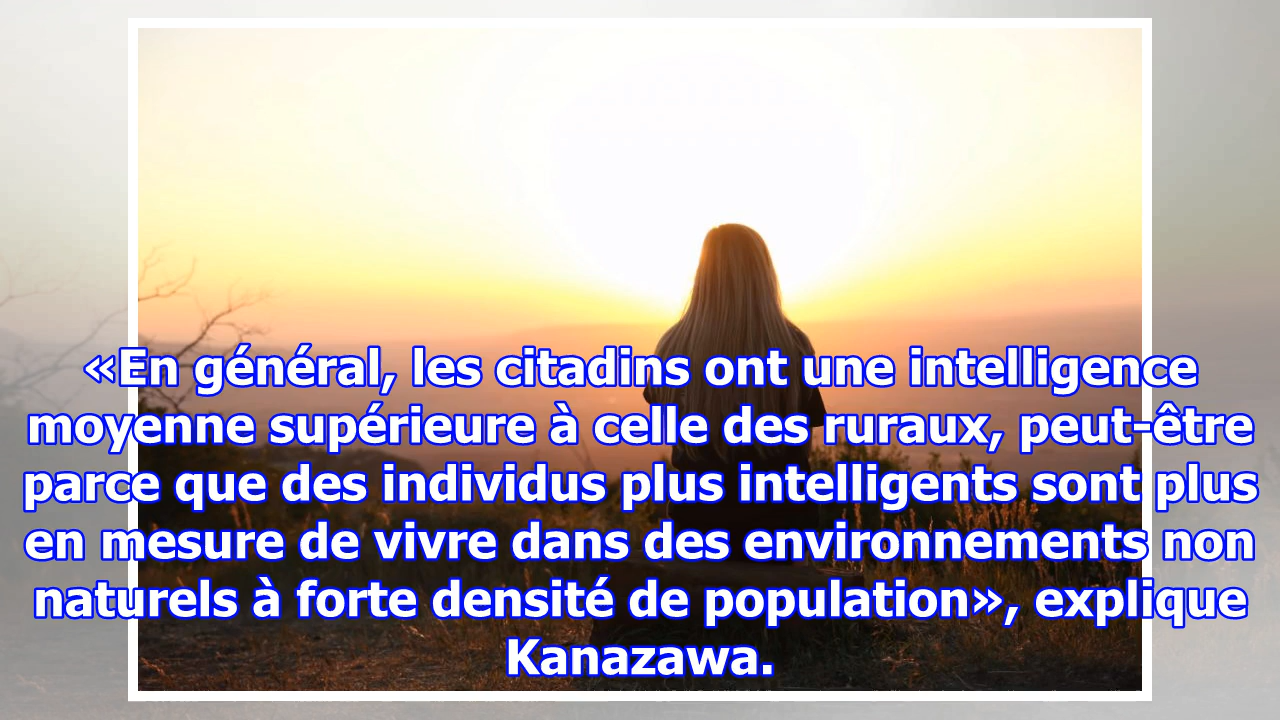 «En général, les citadins ont une intelligence
moyenne supérieure à celle des ruraux, peut-être
parce que des individus plus intelligents sont plus
en mesure de vivre dans des environnements non
naturels à forte densité de population», explique
Kanazawa.